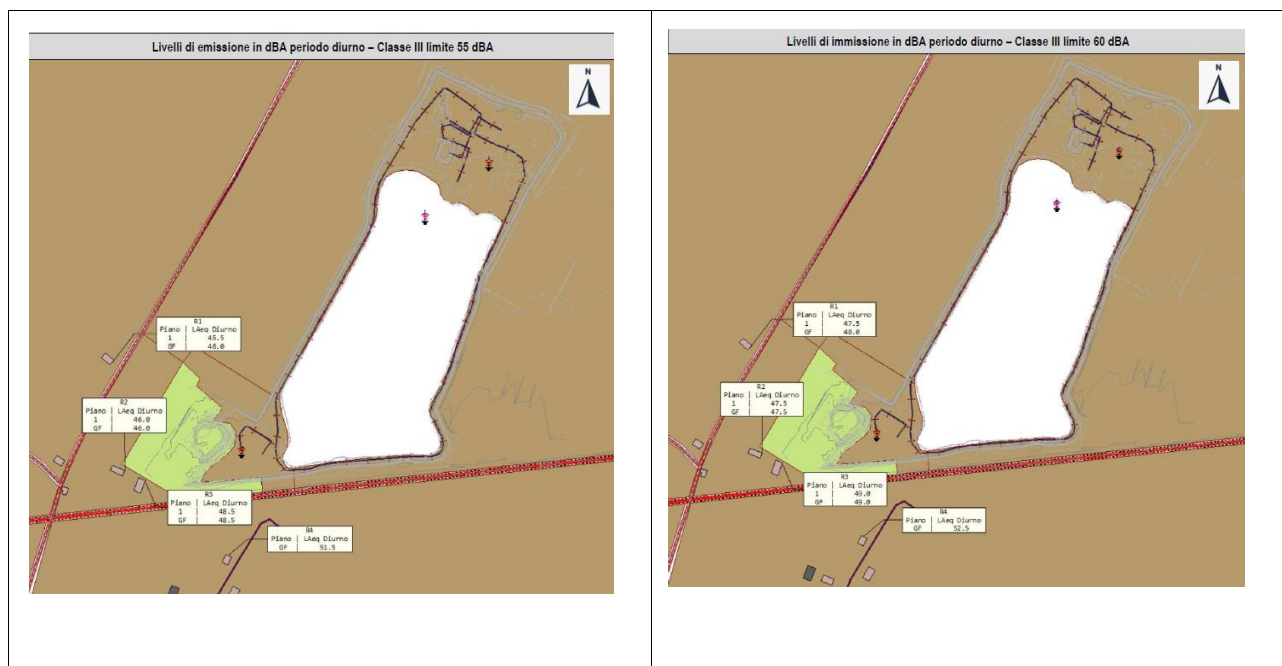 Livelli di emissione in dBA periodo diurno – Classe III limite 55 dBA
N
R1
Piano | LAeq Diurno
1 | 45.5
GF | 46.0
R2
Piano | LAeq Diurno
1 | 46.0
GF | 46.0
R3
Piano | LAeq Diurno
1 | 48.5
GF | 48.5
R4
Piano | LAeq Diurno
GF | 51.5
Livelli di immissione in dBA periodo diurno – Classe III limite 60 dBA
N
R1
Piano | LAeq Diurno
1 | 47.5
GF | 48.0
R2
Piano | LAeq Diurno
1 | 47.5
GF | 47.5
R3
Piano | LAeq Diurno
1 | 49.0
GF | 49.0
R4
Piano | LAeq Diurno
GF | 52.5